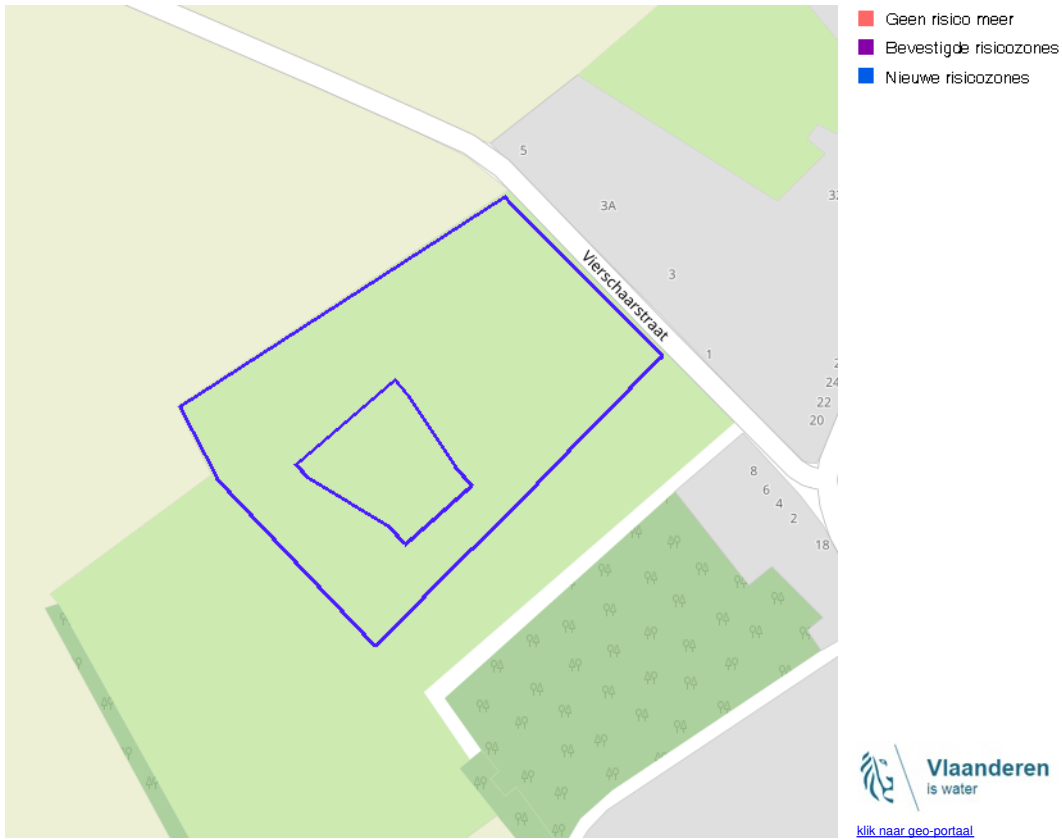 Geen risico meer
Bevestigde risicozones
Nieuwe risicozones
5
3A
3
Vierschaarstraat
1
24
22
20
8
6
4
2
18
Vlaanderen
is water
klik naar geo-portaal